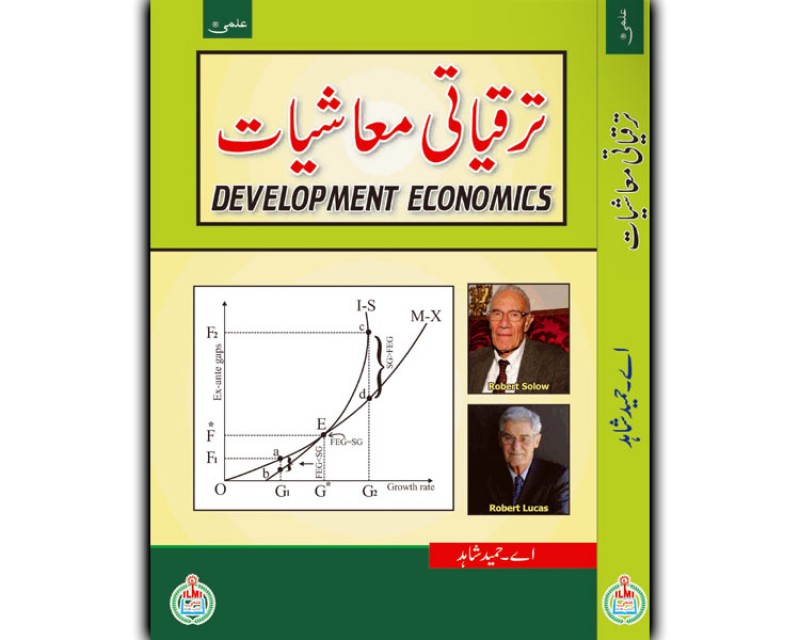 علمی®
ترقیاتی معاشیات
DEVELOPMENT ECONOMICS
I-S
M-X
F2
c
SG>FEG
Ex-ante gaps
d
E
F*
FEG=SG
F1
a
b
FEG<SG
O
G1
G*
G2
Growth rate
Robert Solow
Robert Lucas
اے۔حمید شاہد
ILMI
علمی®
ترقیاتی معاشیات
اے۔حمید شاہد
ILMI